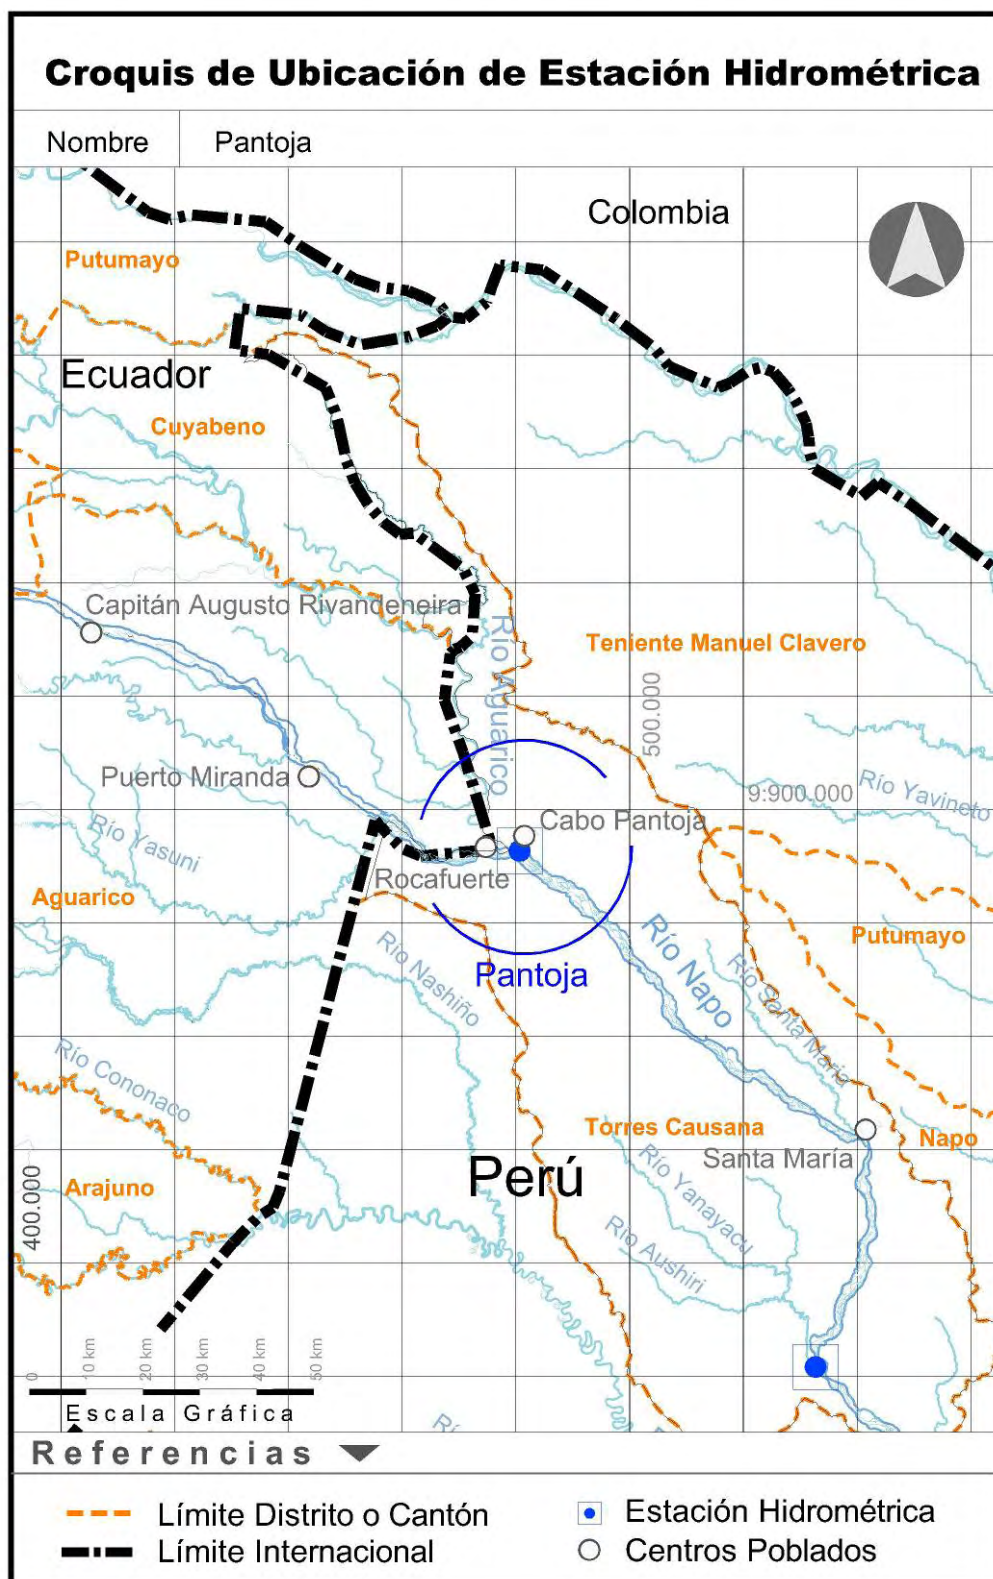 Croquis de Ubicación de Estación Hidrométrica
Nombre
Pantoja
Colombia
Putumayo
Ecuador
Cuyabeno
Capitán Augusto Rivandeneira
Río Aguarico
Teniente Manuel Clavero
500.000
Puerto Miranda
9:900.000
Río Yavineto
Cabo Pantoja
Río Yasuni
Rocafuerte
Aguarico
Río Nashiño
Pantoja
Río Napo
Putumayo
Río Santa María
Río Cononaco
Torres Causana
Napo
Santa María
Perú
Arajuno
400.000
Río Yanayacu
Río Aushiri
0
10 km
20 km
30 km
40 km
50 km
Escala Gráfica
Referencias
Límite Distrito o Cantón
Estación Hidrométrica
Límite Internacional
Centros Poblados